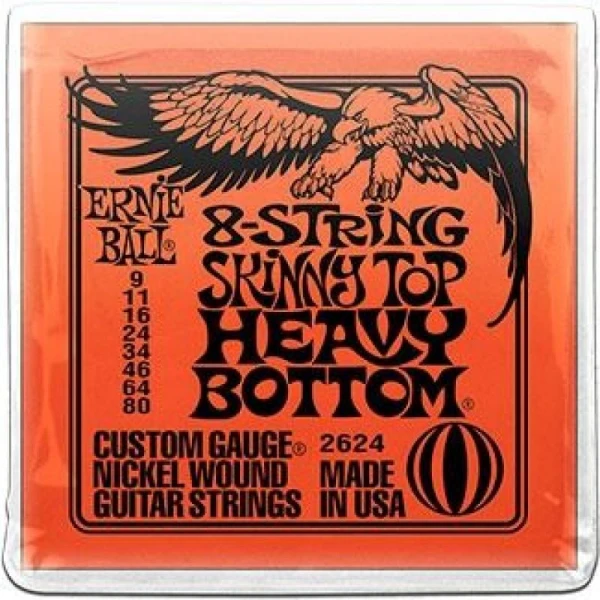 ERNIE
BALL®
9
11
16
24
34
46
64
80
8-STRING
SKINNY TOP
HEAVY
BOTTOM®
CUSTOM GAUGE®
NICKEL WOUND
GUITAR STRINGS
2624
MADE
IN USA